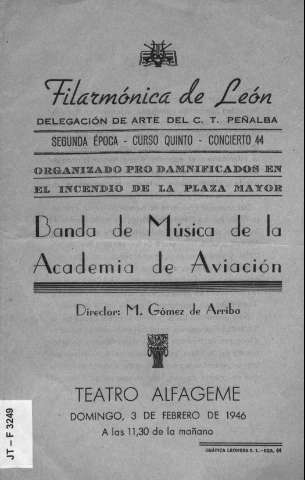 Filarmónica de León
DELEGACIÓN DE ARTE DEL C. T. PEÑALBA
SEGUNDA ÉPOCA - CURSO QUINTO - CONCIERTO 44
ORGANIZADO PRO DAMNIFICADOS EN
EL INCENDIO DE LA PLAZA MAYOR
Banda de Música de la
Academia de Aviación
Director: M. Gómez de Arriba
TEATRO ALFAGEME
DOMINGO, 3 DE FEBRERO DE 1946
A las 11,30 de la mañana
GRÁFICA LEONESA S. L.-
JT - F 3249